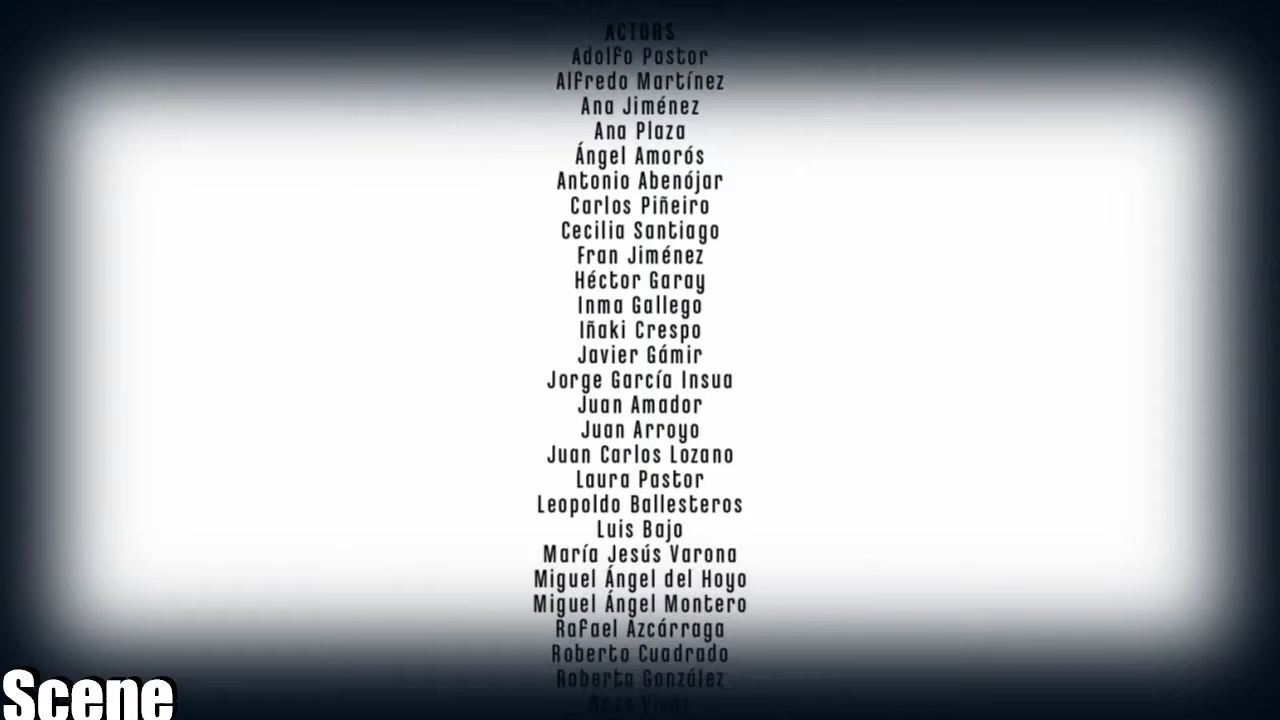 ACTORS
Adolfo Pastor
Alfredo Martínez
Ana Jiménez
Ana Plaza
Ángel Amorós
Antonio Abenójar
Carlos Piñeiro
Cecilia Santiago
Fran Jiménez
Héctor Garay
Inma Gallego
Iñaki Crespo
Javier Gámir
Jorge García Insua
Juan Amador
Juan Arroyo
Juan Carlos Lozano
Laura Pastor
Leopoldo Ballesteros
Luis Bajo
María Jesús Varona
Miguel Ángel del Hoyo
Miguel Ángel Montero
Rafael Azcárraga
Roberto Cuadrado
Roberto González
Scene